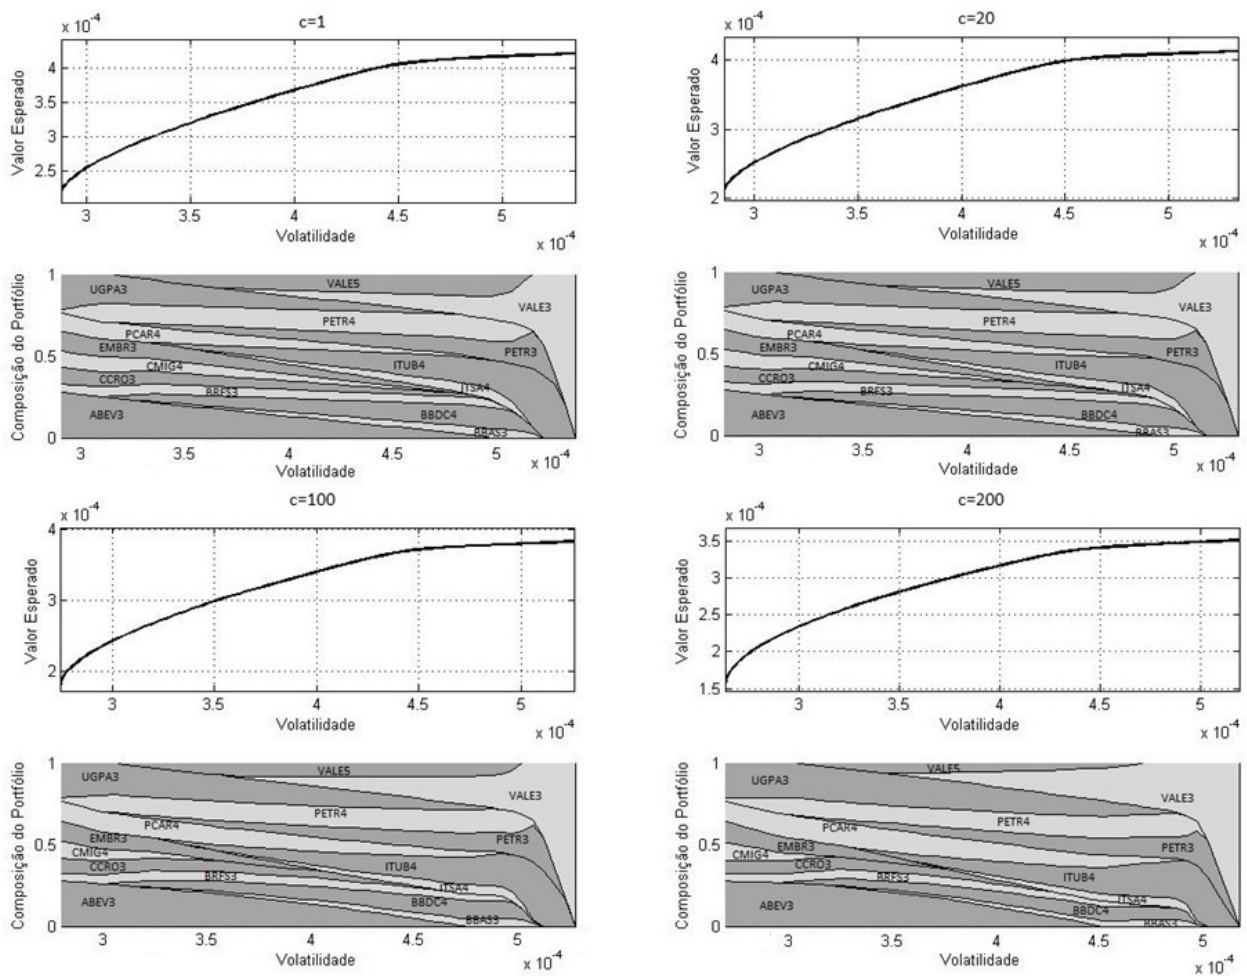 c=1
x 10-4
Valor Esperado
4
3.5
3
2.5
3 3.5 4 4.5 5
Volatilidade
x 10-4
Composição do Portfólio
1
0.5
0
VALE5
UGPA3
VALE3
PETR4
PCAR4
EMBR3
PETR3
CMIG4
ITUB4
CCRO3
ITSA4
BRFS3
ABEV3
BBDC4
BBAS3
3 3.5 4 4.5 5
Volatilidade
x 10-4
c=20
x 10-4
Valor Esperado
4
3
2
3 3.5 4 4.5 5
Volatilidade
x 10-4
Composição do Portfólio
1
0.5
0
VALE5
UGPA3
VALE3
PETR4
PCAR4
EMBR3
PETR3
CMIG4
ITUB4
CCRO3
ITSA4
BRFS3
ABEV3
BBDC4
BBAS3
3 3.5 4 4.5 5
Volatilidade
x 10-4
c=100
x 10-4
Valor Esperado
4
3
2
3 3.5 4 4.5 5
Volatilidade
x 10-4
Composição do Portfólio
1
0.5
0
VALE5
UGPA3
VALE3
PETR4
PCAR4
EMBR3
PETR3
CMIG4
CCRO3
ITUB4
BRFS3
ITSA4
ABEV3
BBDC4
BBAS3
3 3.5 4 4.5 5
Volatilidade
x 10-4
c=200
x 10-4
Valor Esperado
3.5
3
2.5
2
1.5
3 3.5 4 4.5 5
Volatilidade
x 10-4
Composição do Portfólio
1
0.5
0
VALE5
UGPA3
VALE3
PETR4
PCAR4
EMBR3
PETR3
CMIG4
CCRO3
BRFS3
ITUB4
ITSA4
ABEV3
BBDC4
BBAS3
3 3.5 4 4.5 5
Volatilidade
x 10-4